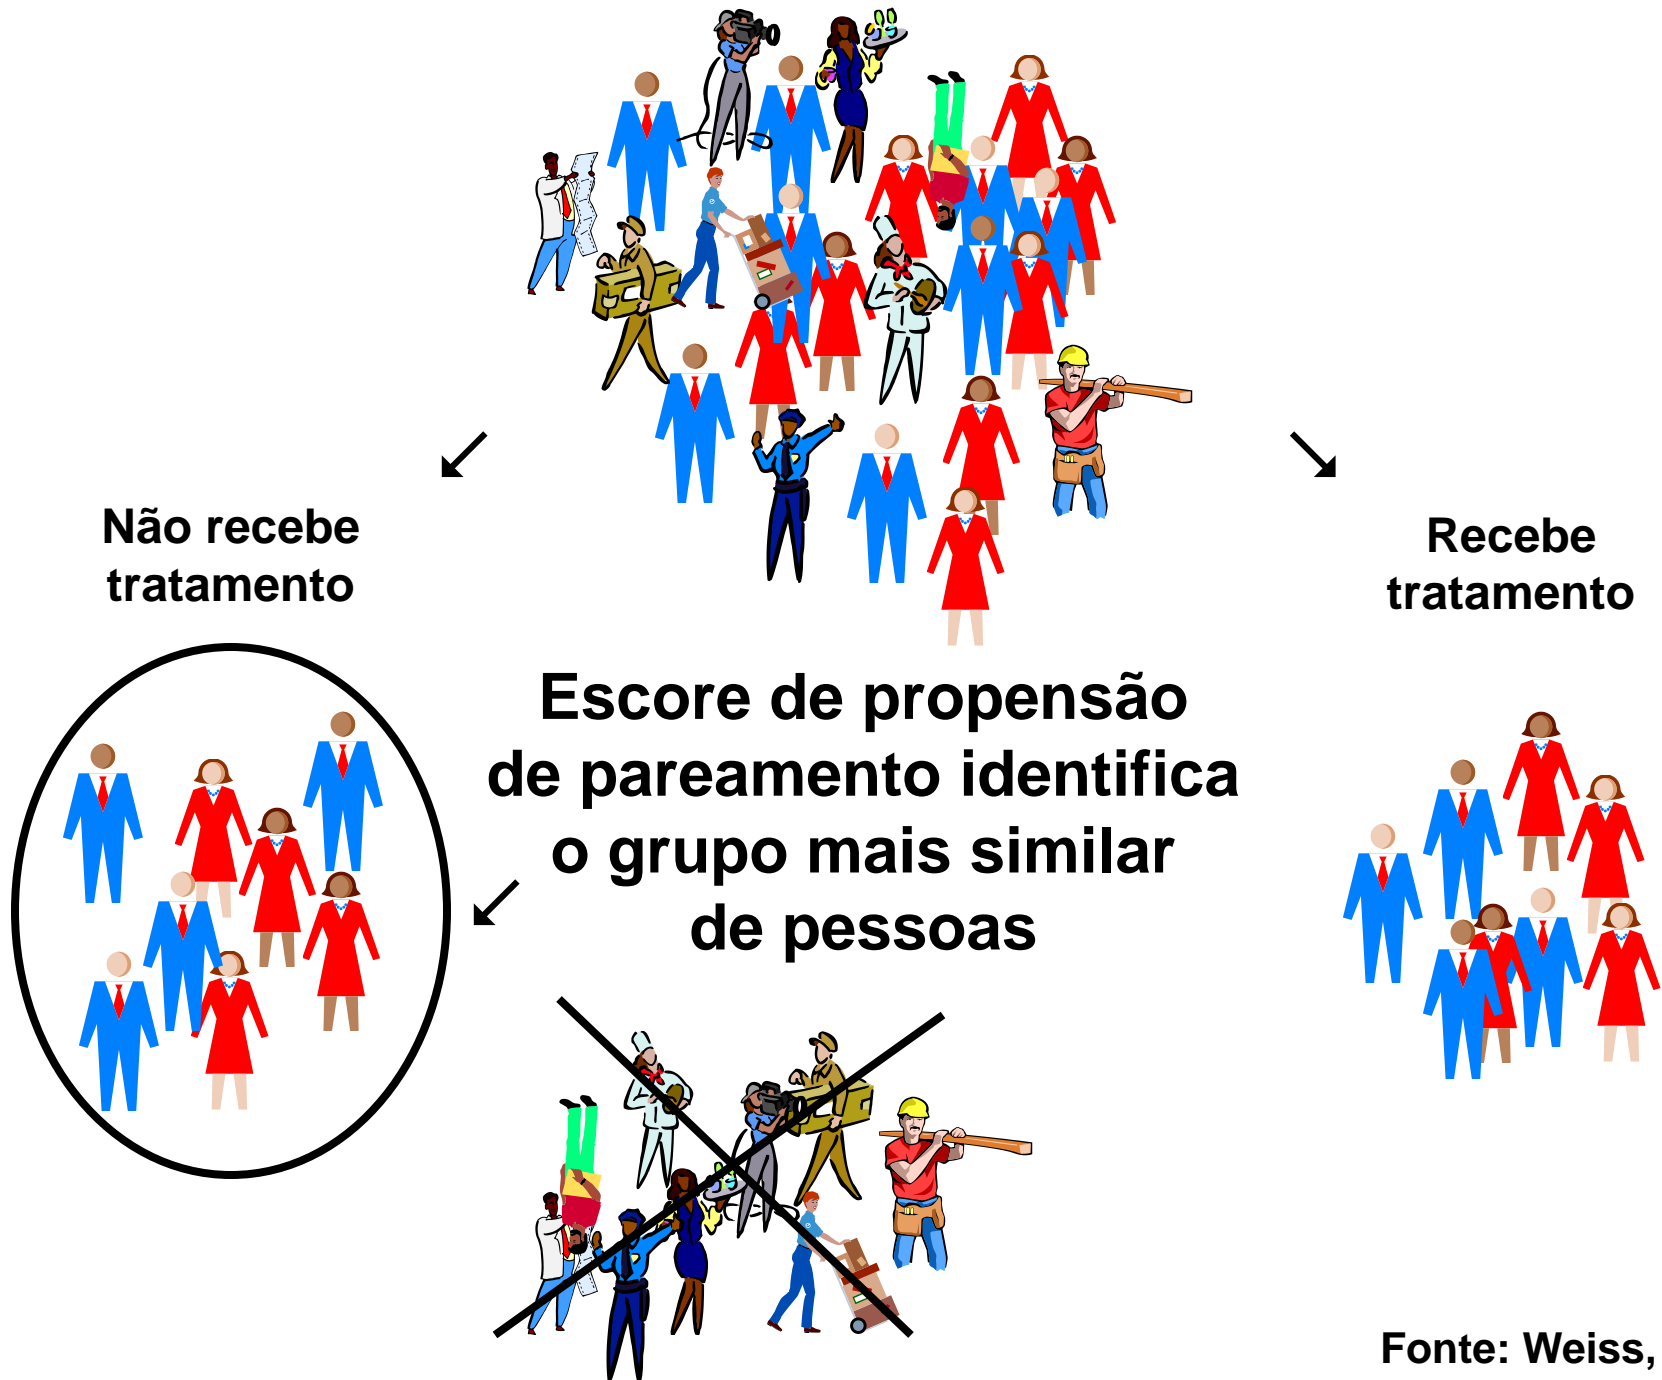 Não recebe
tratamento
Recebe
tratamento
Escore de propensão
de pareamento identifica
o grupo mais similar
de pessoas
Fonte: Weiss,